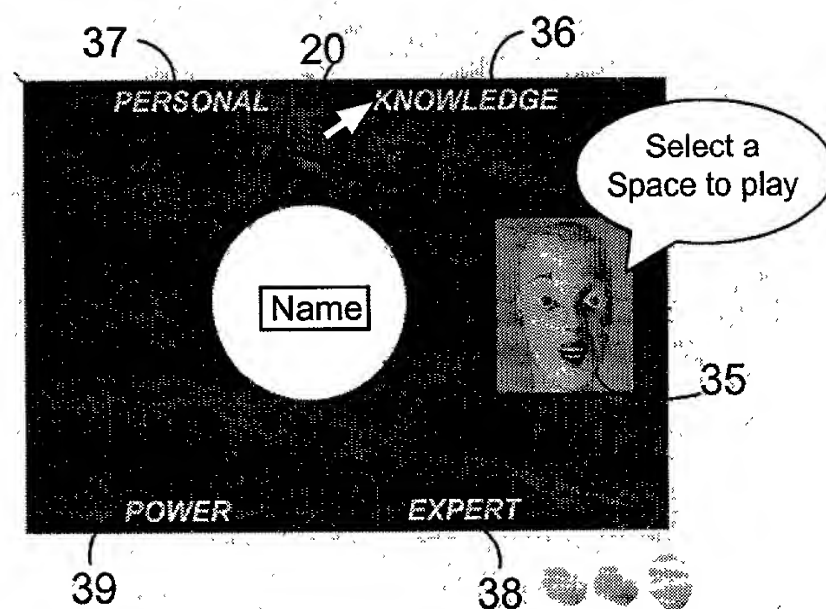 37 20 36
PERSONAL KNOWLEDGE
Select a
Space to play
Name
35
POWER EXPERT
39 38